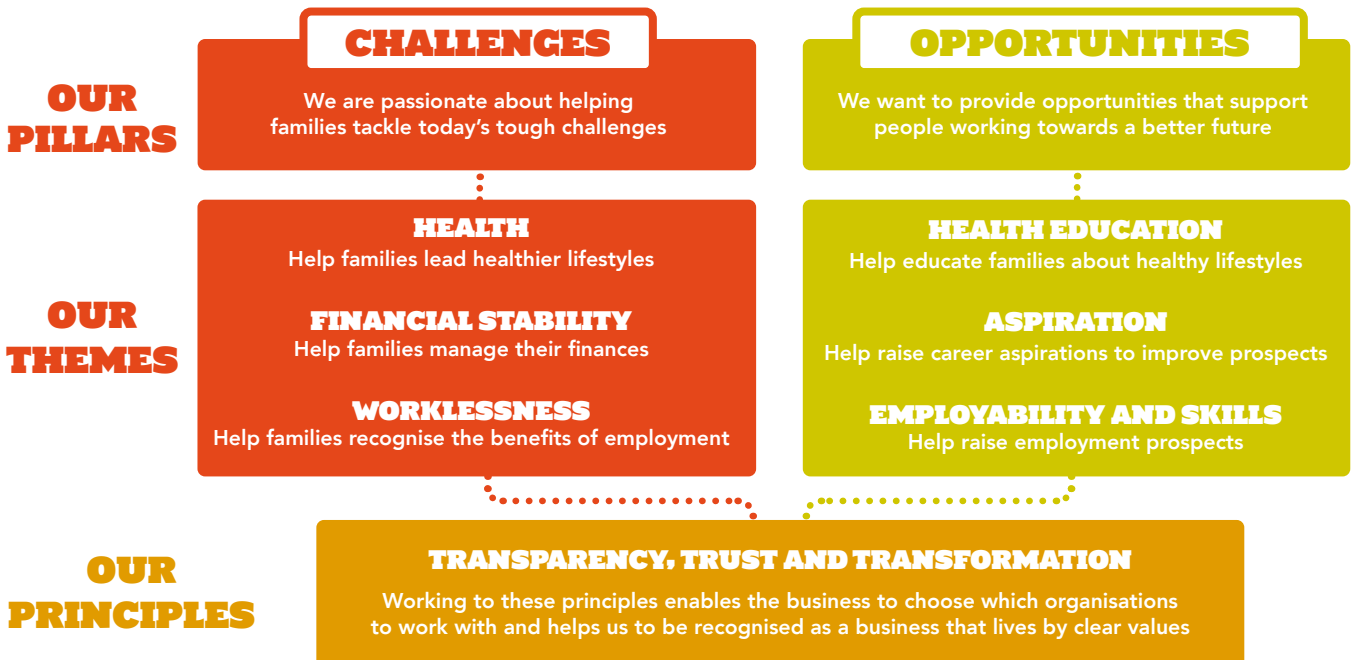 OUR
PILLARS
CHALLENGES
We are passionate about helping
families tackle today's tough challenges
OPPORTUNITIES
We want to provide opportunities that support
people working towards a better future
OUR
THEMES
HEALTH
Help families lead healthier lifestyles
FINANCIAL STABILITY
Help families manage their finances
WORKLESSNESS
Help families recognise the benefits of employment
HEALTH EDUCATION
Help educate families about healthy lifestyles
ASPIRATION
Help raise career aspirations to improve prospects
EMPLOYABILITY AND SKILLS
Help raise employment prospects
OUR
PRINCIPLES
TRANSPARENCY, TRUST AND TRANSFORMATION
Working to these principles enables the business to choose which organisations
to work with and helps us to be recognised as a business that lives by clear values